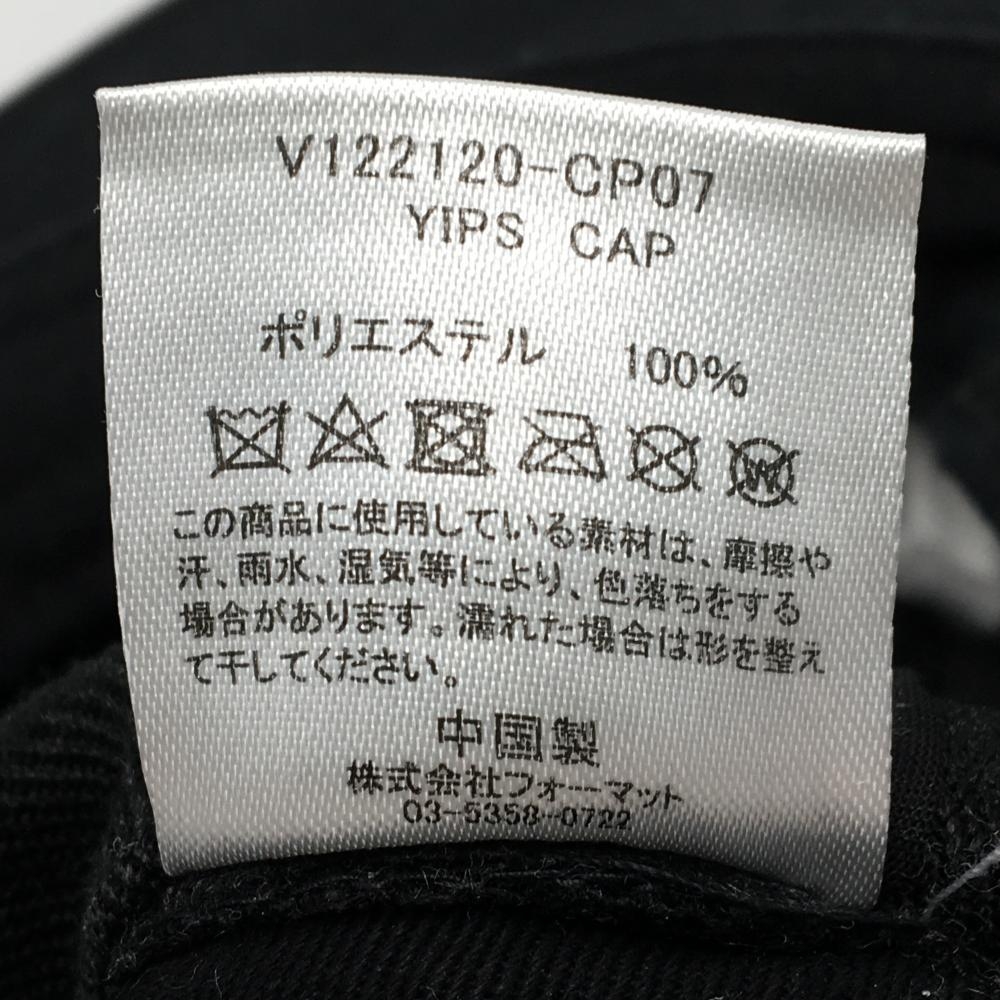 V122120-CP07
YIPS CAP
ポリエステル 100%
W
この商品に使用している素材は、摩擦や
汗、雨水、湿気等により、色落ちをする
場合があります。濡れた場合は形を整え
て干してください。
中国製
株式会社フォーマット
03-5358-0722